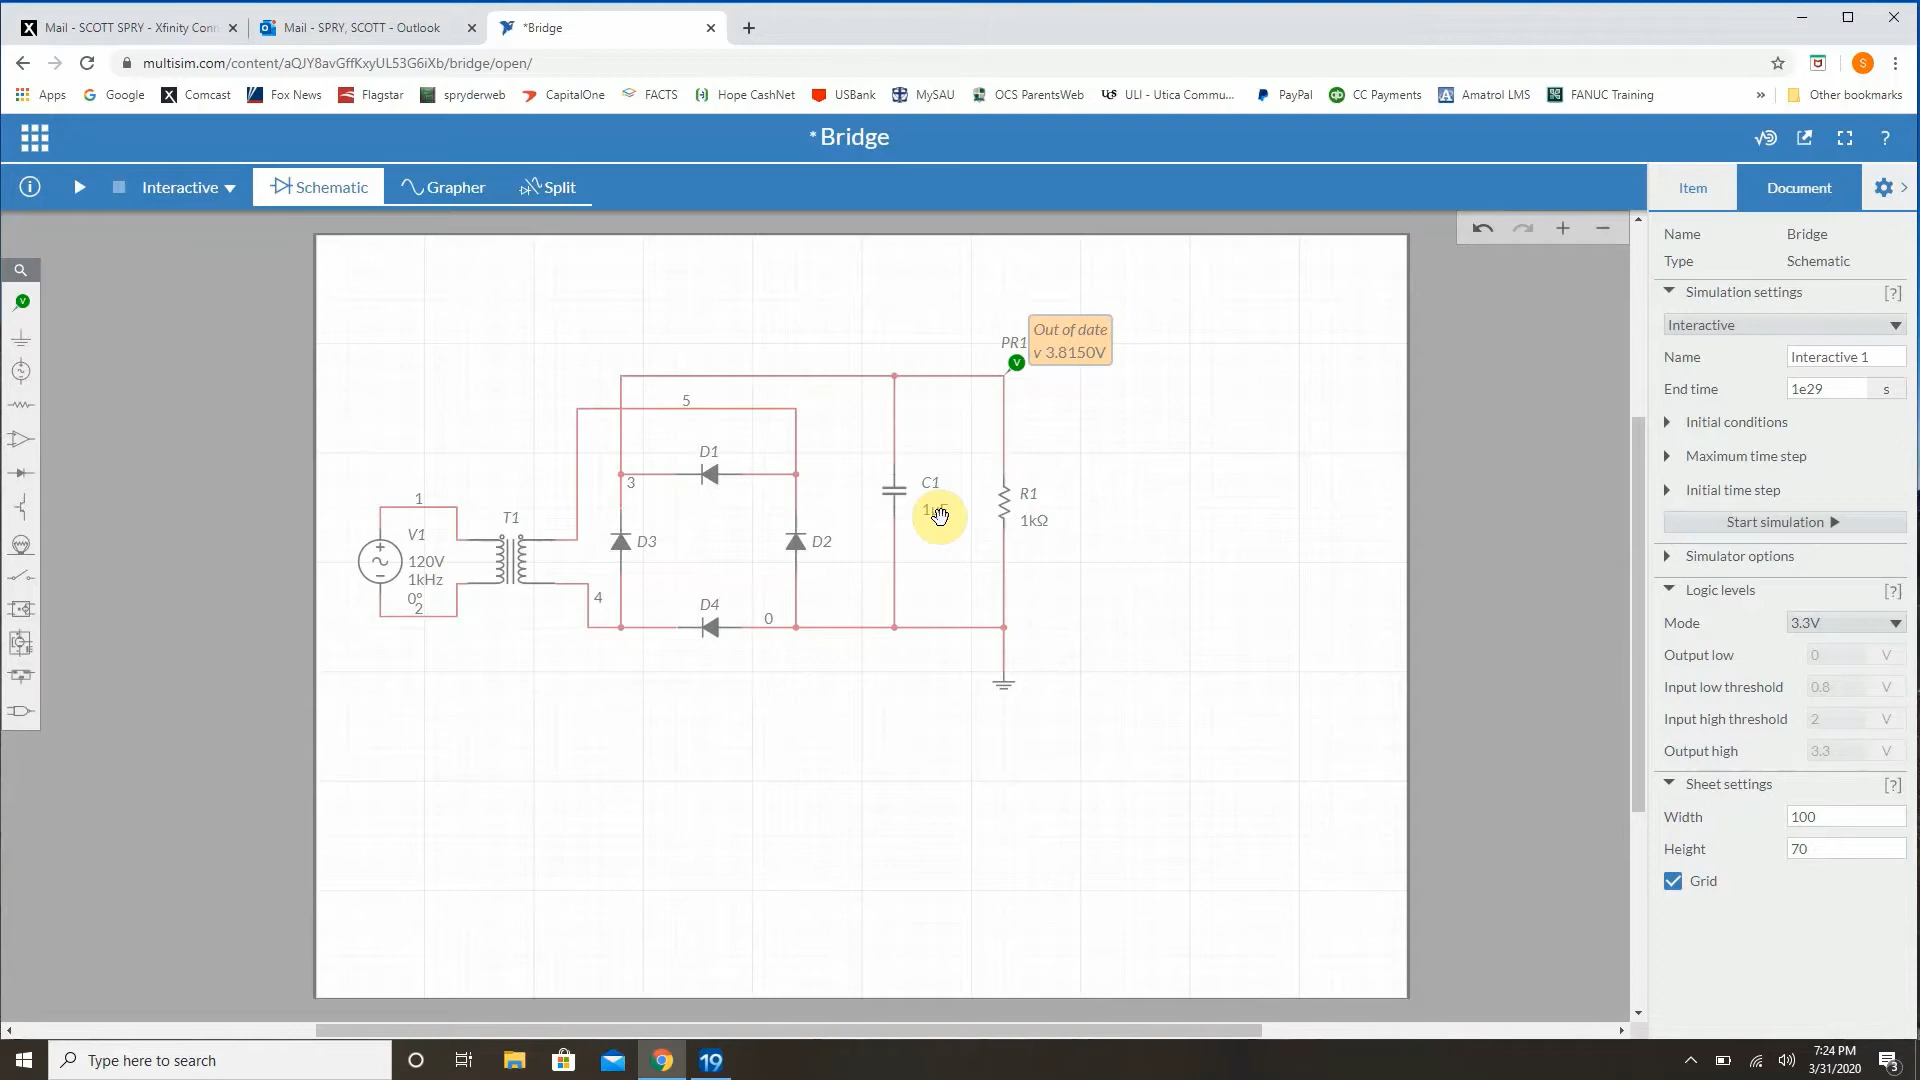 Mail - SCOTT SPRY - Xfinity Conn
Mail - SPRY, SCOTT - Outlook
*Bridge
multisim.com/content/aQJY8avGffKxyUL53G6iXb/bridge/open/
S
Apps
Google
Comcast
Fox News
Flagstar
spryderweb
CapitalOne
FACTS
Hope CashNet
USBank
MySAU
OCS ParentsWeb
ULI - Utica Commu...
PayPal
CC Payments
Amatrol LMS
FANUC Training
»
Other bookmarks
*Bridge
?
Interactive
Schematic
Grapher
Split
Item
Document
Name
Bridge
Type
Schematic
Simulation settings
[?]
Interactive
Name
Interactive 1
End time
1e29
s
Initial conditions
Maximum time step
Initial time step
Start simulation
Simulator options
Logic levels
[?]
Mode
3.3V
Output low
0
V
Input low threshold
0.8
V
Input high threshold
2
V
Output high
3.3
V
Sheet settings
[?]
Width
100
Height
70
Grid
V
PR1
V
Out of date
v 3.8150V
5
D1
3
C1
R1
1kΩ
1
V1
120V
1kHz
0°
2
T1
D3
D2
4
D4
0
Type here to search
19
7:24 PM
3/31/2020
3